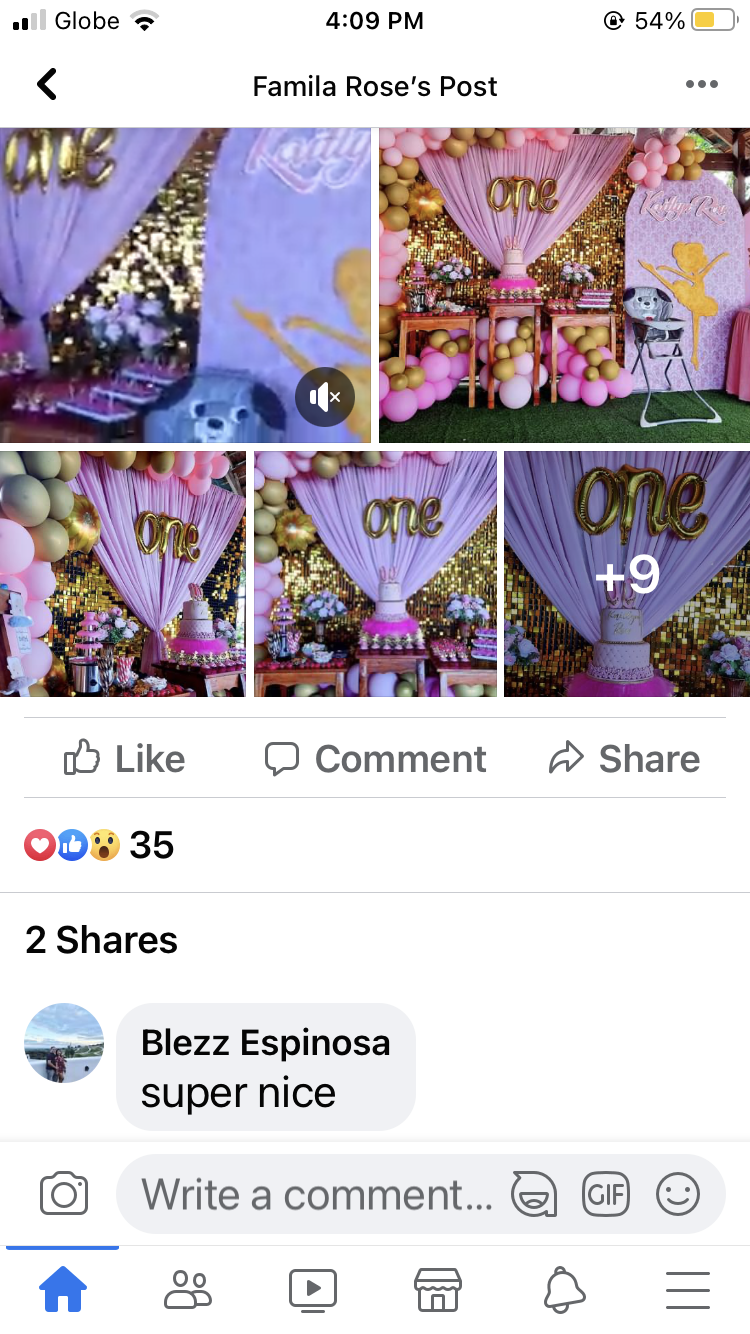 Globe
4:09 PM
54%
Famila Rose's Post
one
one
one
one
one
+9
Like
Comment
Share
35
2 Shares
Blezz Espinosa
super nice
Write a comment...
GIF